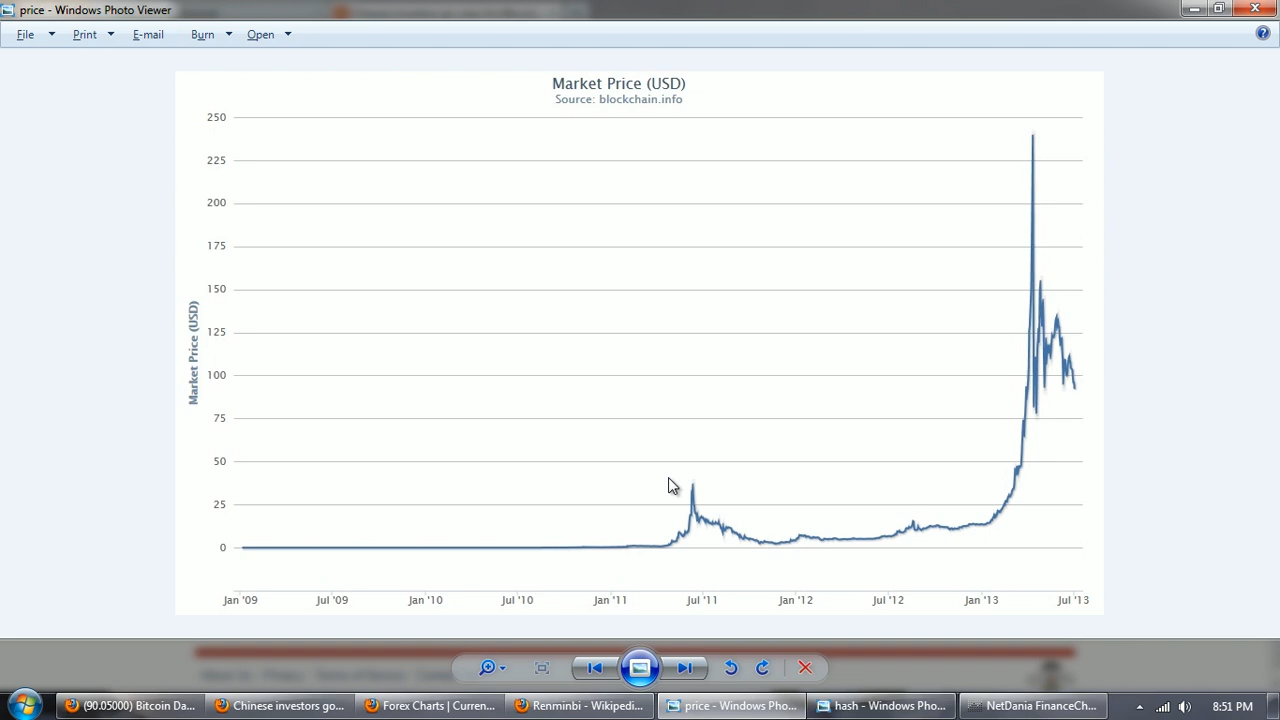 price - Windows Photo Viewer
File Print E-mail Burn Open
Market Price (USD)
Source: blockchain.info
250
225
200
175
150
125
100
75
50
25
0
Market Price (USD)
Jan '09 Jul '09 Jan '10 Jul '10 Jan '11 Jul '11 Jan '12 Jul '12 Jan '13 Jul '13
(90.05000) Bitcoin Da... Chinese investors go... Forex Charts | Curren... Renminbi - Wikipedi... price - Windows Pho... hash - Windows Pho... NetDania FinanceCh... 8:51 PM